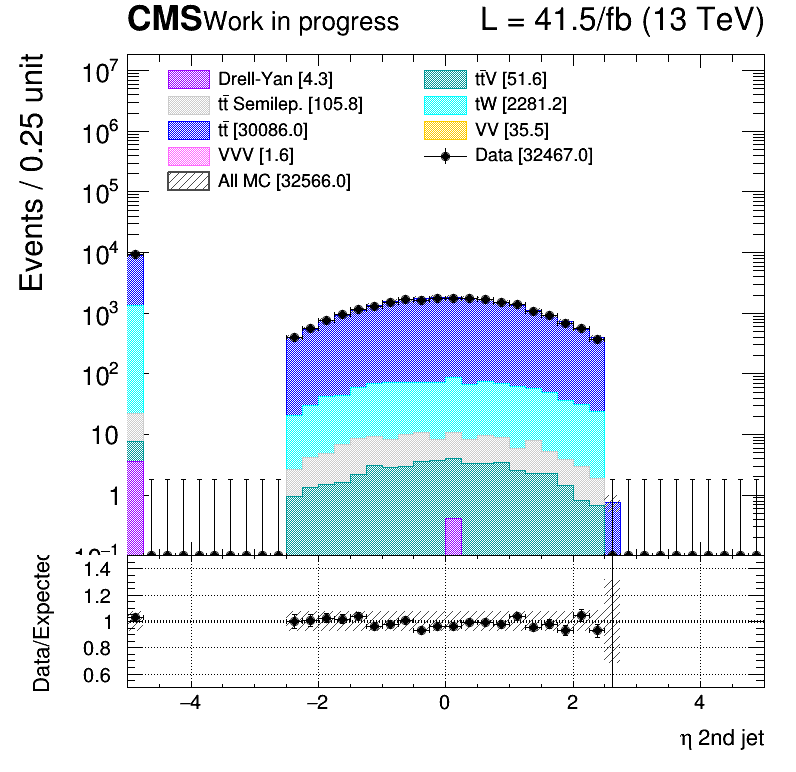 CMS Work in progress L = 41.5/fb (13 TeV)
Events / 0.25 unit
10⁷
10⁶
10⁵
10⁴
10³
10²
10
1
10⁻¹
Drell-Yan [4.3]
tt̄ Semilep. [105.8]
tt̄ [30086.0]
VVV [1.6]
All MC [32566.0]
tt̄V [51.6]
tW [2281.2]
VV [35.5]
Data [32467.0]
Data/Expected
1.4
1.2
1
0.8
0.6
−4 −2 0 2 4
η 2nd jet